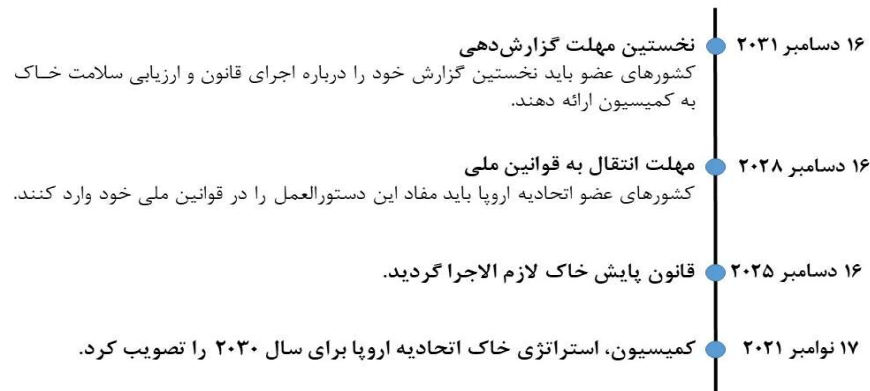 ۱۶ دسامبر ۲۰۳۱ نخستین مهلت گزارش‌دهی
کشورهای عضو باید نخستین گزارش خود را درباره اجرای قانون و ارزیابی سلامت خاک
به کمیسیون ارائه دهند.
۱۶ دسامبر ۲۰۲۸ مهلت انتقال به قوانین ملی
کشورهای عضو اتحادیه اروپا باید مفاد این دستورالعمل را در قوانین ملی خود وارد کنند.
۱۶ دسامبر ۲۰۲۵ قانون پایش خاک لازم الاجرا گردید.
۱۷ نوامبر ۲۰۲۱ کمیسیون، استراتژی خاک اتحادیه اروپا برای سال ۲۰۳۰ را تصویب کرد.